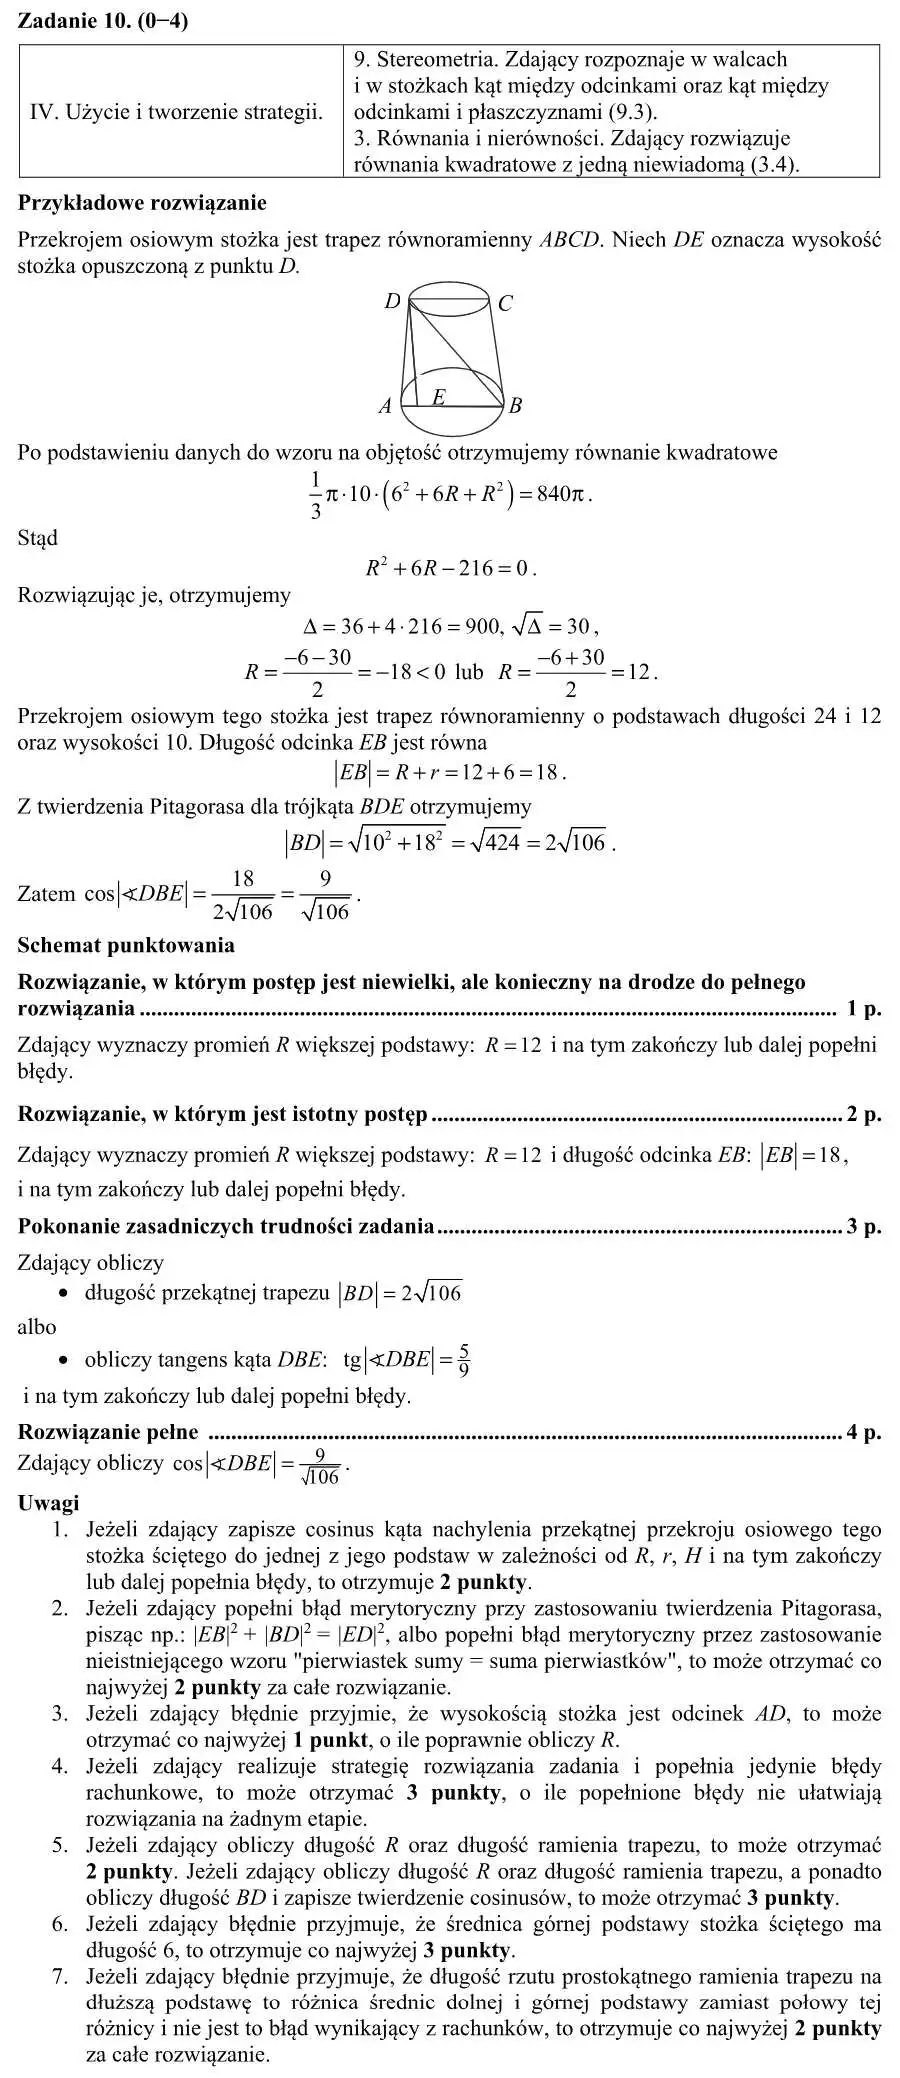 Zadanie 10. (0−4)
IV. Użycie i tworzenie strategii.
9. Stereometria. Zdający rozpoznaje w walcach
i w stożkach kąt między odcinkami oraz kąt między
odcinkami i płaszczyznami (9.3).
3. Równania i nierówności. Zdający rozwiązuje
równania kwadratowe z jedną niewiadomą (3.4).
Przykładowe rozwiązanie
Przekrojem osiowym stożka jest trapez równoramienny ABCD. Niech DE oznacza wysokość
stożka opuszczoną z punktu D.
D C
A E B
Po podstawieniu danych do wzoru na objętość otrzymujemy równanie kwadratowe
1/3 π·10·(6² + 6R + R²) = 840π.
Stąd
R² + 6R − 216 = 0.
Rozwiązując je, otrzymujemy
Δ = 36 + 4·216 = 900, √Δ = 30,
R = (−6−30)/2 = −18 < 0 lub R = (−6+30)/2 = 12.
Przekrojem osiowym tego stożka jest trapez równoramienny o podstawach długości 24 i 12
oraz wysokości 10. Długość odcinka EB jest równa
|EB| = R + r = 12 + 6 = 18.
Z twierdzenia Pitagorasa dla trójkąta BDE otrzymujemy
|BD| = √(10² + 18²) = √424 = 2√106.
Zatem cos|∢DBE| = 18/(2√106) = 9/√106.
Schemat punktowania
Rozwiązanie, w którym postęp jest niewielki, ale konieczny na drodze do pełnego
rozwiązania ........................................ 1 p.
Zdający wyznaczy promień R większej podstawy: R = 12 i na tym zakończy lub dalej popełni
błędy.
Rozwiązanie, w którym jest istotny postęp ........................................ 2 p.
Zdający wyznaczy promień R większej podstawy: R = 12 i długość odcinka EB: |EB| = 18,
i na tym zakończy lub dalej popełni błędy.
Pokonanie zasadniczych trudności zadania ........................................ 3 p.
Zdający obliczy
• długość przekątnej trapezu |BD| = 2√106
albo
• obliczy tangens kąta DBE: tg|∢DBE| = 5/9
i na tym zakończy lub dalej popełni błędy.
Rozwiązanie pełne ........................................ 4 p.
Zdający obliczy cos|∢DBE| = 9/√106.
Uwagi
1. Jeżeli zdający zapisze cosinus kąta nachylenia przekątnej przekroju osiowego tego
stożka ściętego do jednej z jego podstaw w zależności od R, r, H i na tym zakończy
lub dalej popełnia błędy, to otrzymuje 2 punkty.
2. Jeżeli zdający popełni błąd merytoryczny przy zastosowaniu twierdzenia Pitagorasa,
pisząc np.: |EB|² + |BD|² = |ED|², albo popełni błąd merytoryczny przez zastosowanie
nieistniejącego wzoru "pierwiastek sumy = suma pierwiastków", to może otrzymać co
najwyżej 2 punkty za całe rozwiązanie.
3. Jeżeli zdający błędnie przyjmie, że wysokością stożka jest odcinek AD, to może
otrzymać co najwyżej 1 punkt, o ile poprawnie obliczy R.
4. Jeżeli zdający realizuje strategię rozwiązania zadania i popełnia jedynie błędy
rachunkowe, to może otrzymać 3 punkty, o ile popełnione błędy nie ułatwiają
rozwiązania na żadnym etapie.
5. Jeżeli zdający obliczy długość R oraz długość ramienia trapezu, to może otrzymać
2 punkty. Jeżeli zdający obliczy długość R oraz długość ramienia trapezu, a ponadto
obliczy długość BD i zapisze twierdzenie cosinusów, to może otrzymać 3 punkty.
6. Jeżeli zdający błędnie przyjmuje, że średnica górnej podstawy stożka ściętego ma
długość 6, to otrzymuje co najwyżej 3 punkty.
7. Jeżeli zdający błędnie przyjmuje, że długość rzutu prostokątnego ramienia trapezu na
dłuższą podstawę to różnica średnic dolnej i górnej podstawy zamiast połowy tej
różnicy i nie jest to błąd wynikający z rachunków, to otrzymuje co najwyżej 2 punkty
za całe rozwiązanie.